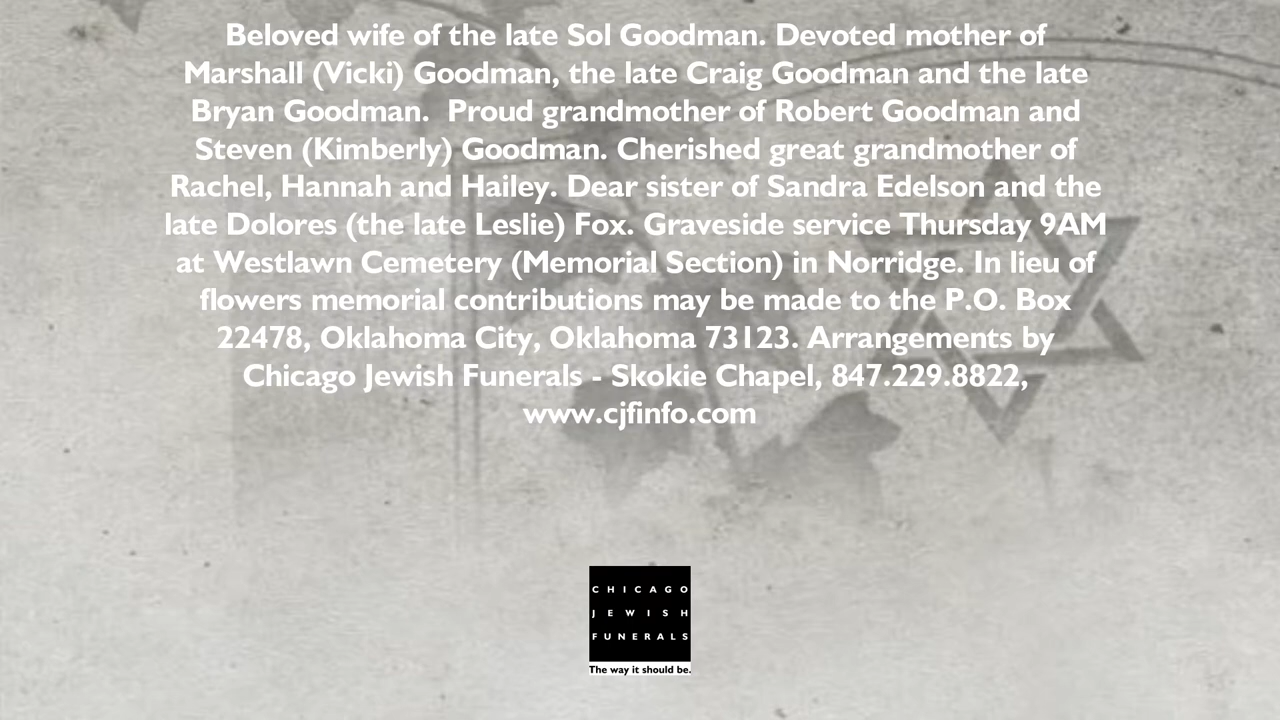 Beloved wife of the late Sol Goodman. Devoted mother of
Marshall (Vicki) Goodman, the late Craig Goodman and the late
Bryan Goodman.  Proud grandmother of Robert Goodman and
Steven (Kimberly) Goodman. Cherished great grandmother of
Rachel, Hannah and Hailey. Dear sister of Sandra Edelson and the
late Dolores (the late Leslie) Fox. Graveside service Thursday 9AM
at Westlawn Cemetery (Memorial Section) in Norridge. In lieu of
flowers memorial contributions may be made to the P.O. Box
22478, Oklahoma City, Oklahoma 73123. Arrangements by
Chicago Jewish Funerals - Skokie Chapel, 847.229.8822,
www.cjfinfo.com
CHICAGO
JEWISH
FUNERALS
The way it should be.